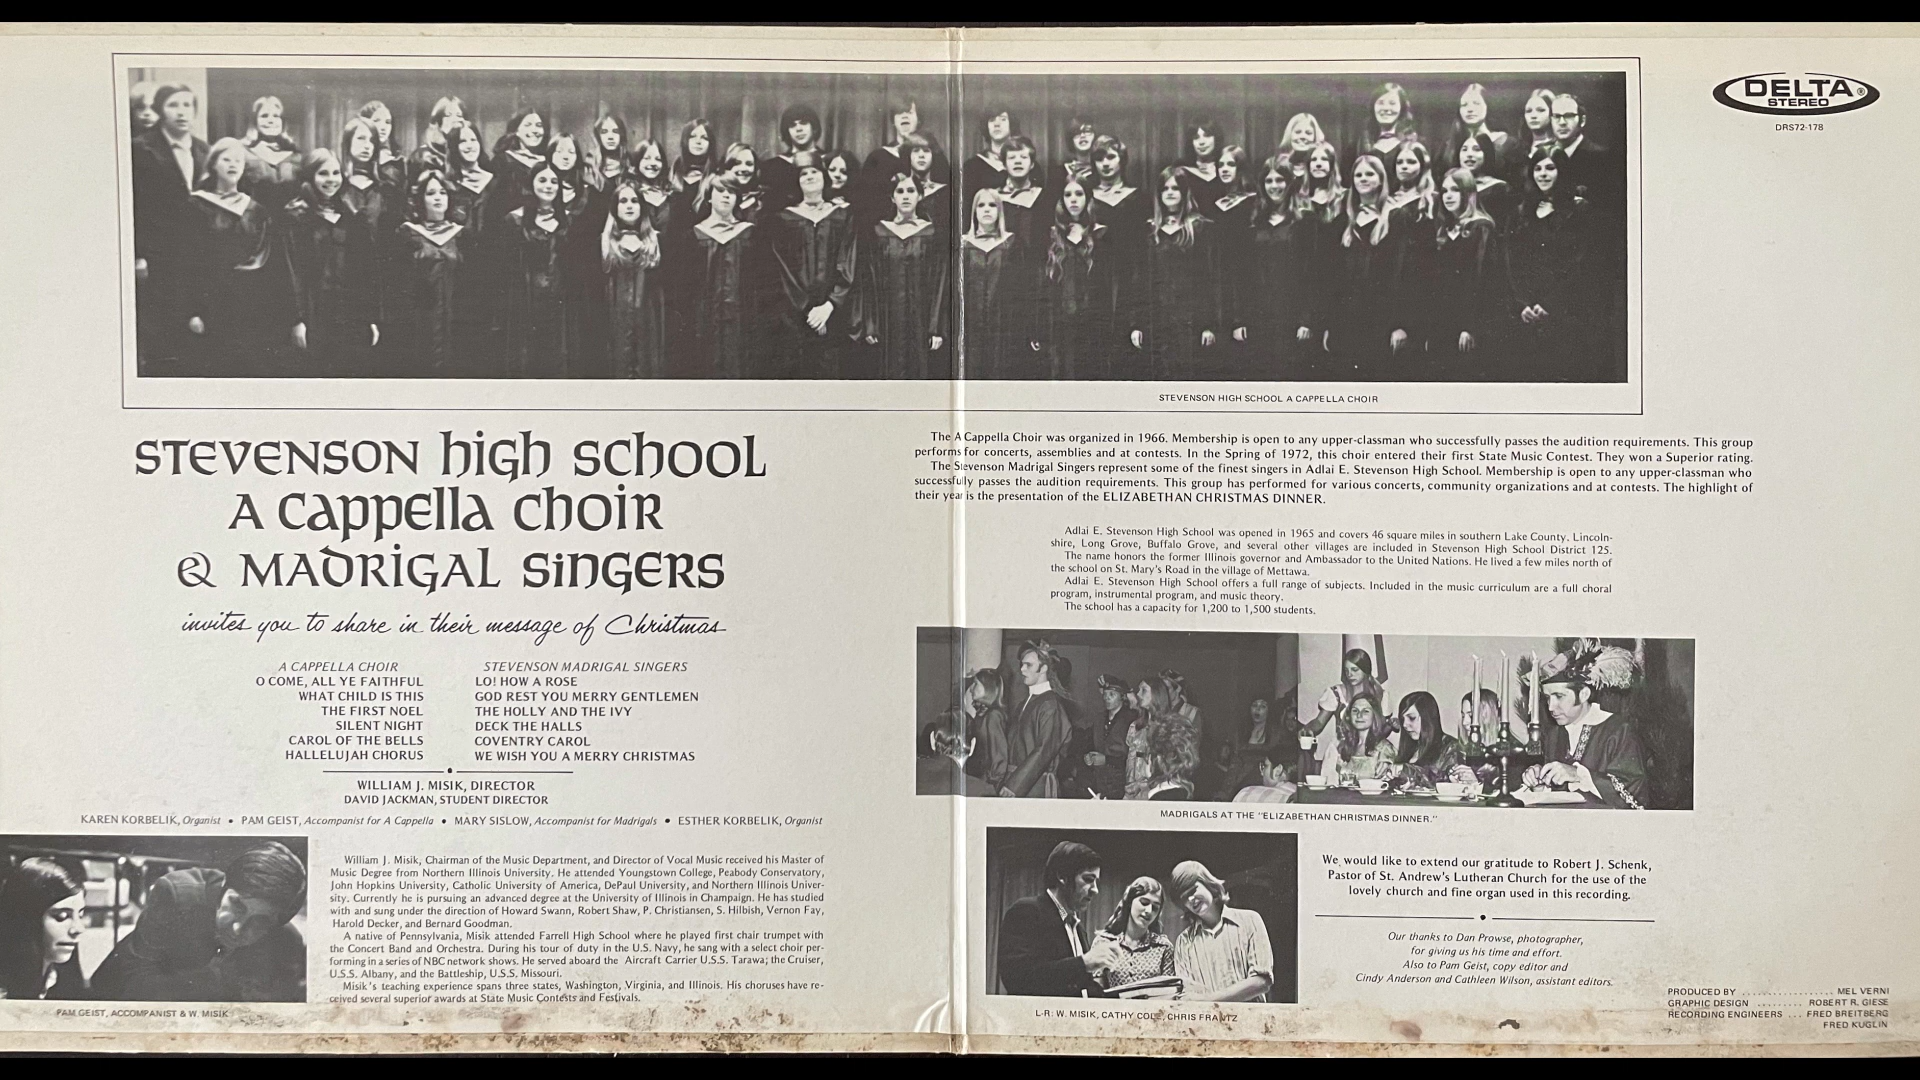 DELTA®
STEREO
DRS72-178
STEVENSON HIGH SCHOOL A CAPPELLA CHOIR
STEVENSON high school
A Cappella choir
& MADRIGAL SINGERS
invites you to share in their message of Christmas
A CAPPELLA CHOIR
O COME, ALL YE FAITHFUL
WHAT CHILD IS THIS
THE FIRST NOEL
SILENT NIGHT
CAROL OF THE BELLS
HALLELUJAH CHORUS
STEVENSON MADRIGAL SINGERS
LO! HOW A ROSE
GOD REST YOU MERRY GENTLEMEN
THE HOLLY AND THE IVY
DECK THE HALLS
COVENTRY CAROL
WE WISH YOU A MERRY CHRISTMAS
WILLIAM J. MISIK, DIRECTOR
DAVID JACKMAN, STUDENT DIRECTOR
KAREN KORBELIK, Organist • PAM GEIST, Accompanist for A Cappella • MARY SISLOW, Accompanist for Madrigals • ESTHER KORBELIK, Organist
William J. Misik, Chairman of the Music Department, and Director of Vocal Music received his Master of
Music Degree from Northern Illinois University. He attended Youngstown College, Peabody Conservatory,
John Hopkins University, Catholic University of America, DePaul University, and Northern Illinois Univer-
sity. Currently he is pursuing an advanced degree at the University of Illinois in Champaign. He has studied
with and sung under the direction of Howard Swann, Robert Shaw, P. Christiansen, S. Hilbish, Vernon Fay,
Harold Decker, and Bernard Goodman.
A native of Pennsylvania, Misik attended Farrell High School where he played first chair trumpet with
the Concert Band and Orchestra. During his tour of duty in the U.S. Navy, he sang with a select choir per-
forming in a series of NBC network shows. He served aboard the Aircraft Carrier U.S.S. Tarawa; the Cruiser,
U.S.S. Albany, and the Battleship, U.S.S. Missouri.
Misik's teaching experience spans three states, Washington, Virginia, and Illinois. His choruses have re-
ceived several superior awards at State Music Contests and Festivals.
PAM GEIST, ACCOMPANIST & W. MISIK
The A Cappella Choir was organized in 1966. Membership is open to any upper-classman who successfully passes the audition requirements. This group
performs for concerts, assemblies and at contests. In the Spring of 1972, this choir entered their first State Music Contest. They won a Superior rating.
The Stevenson Madrigal Singers represent some of the finest singers in Adlai E. Stevenson High School. Membership is open to any upper-classman who
successfully passes the audition requirements. This group has performed for various concerts, community organizations and at contests. The highlight of
their year is the presentation of the ELIZABETHAN CHRISTMAS DINNER.
Adlai E. Stevenson High School was opened in 1965 and covers 46 square miles in southern Lake County. Lincoln-
shire, Long Grove, Buffalo Grove, and several other villages are included in Stevenson High School District 125.
The name honors the former Illinois governor and Ambassador to the United Nations. He lived a few miles north of
the school on St. Mary's Road in the village of Mettawa.
Adlai E. Stevenson High School offers a full range of subjects. Included in the music curriculum are a full choral
program, instrumental program, and music theory.
The school has a capacity for 1,200 to 1,500 students.
MADRIGALS AT THE "ELIZABETHAN CHRISTMAS DINNER."
We would like to extend our gratitude to Robert J. Schenk,
Pastor of St. Andrew's Lutheran Church for the use of the
lovely church and fine organ used in this recording.
Our thanks to Dan Prowse, photographer,
for giving us his time and effort.
Also to Pam Geist, copy editor and
Cindy Anderson and Cathleen Wilson, assistant editors.
L-R: W. MISIK, CATHY COLE, CHRIS FRANTZ
PRODUCED BY .................. MEL VERNI
GRAPHIC DESIGN ......... ROBERT R. GIESE
RECORDING ENGINEERS ... FRED BREITBERG
FRED KUGLIN